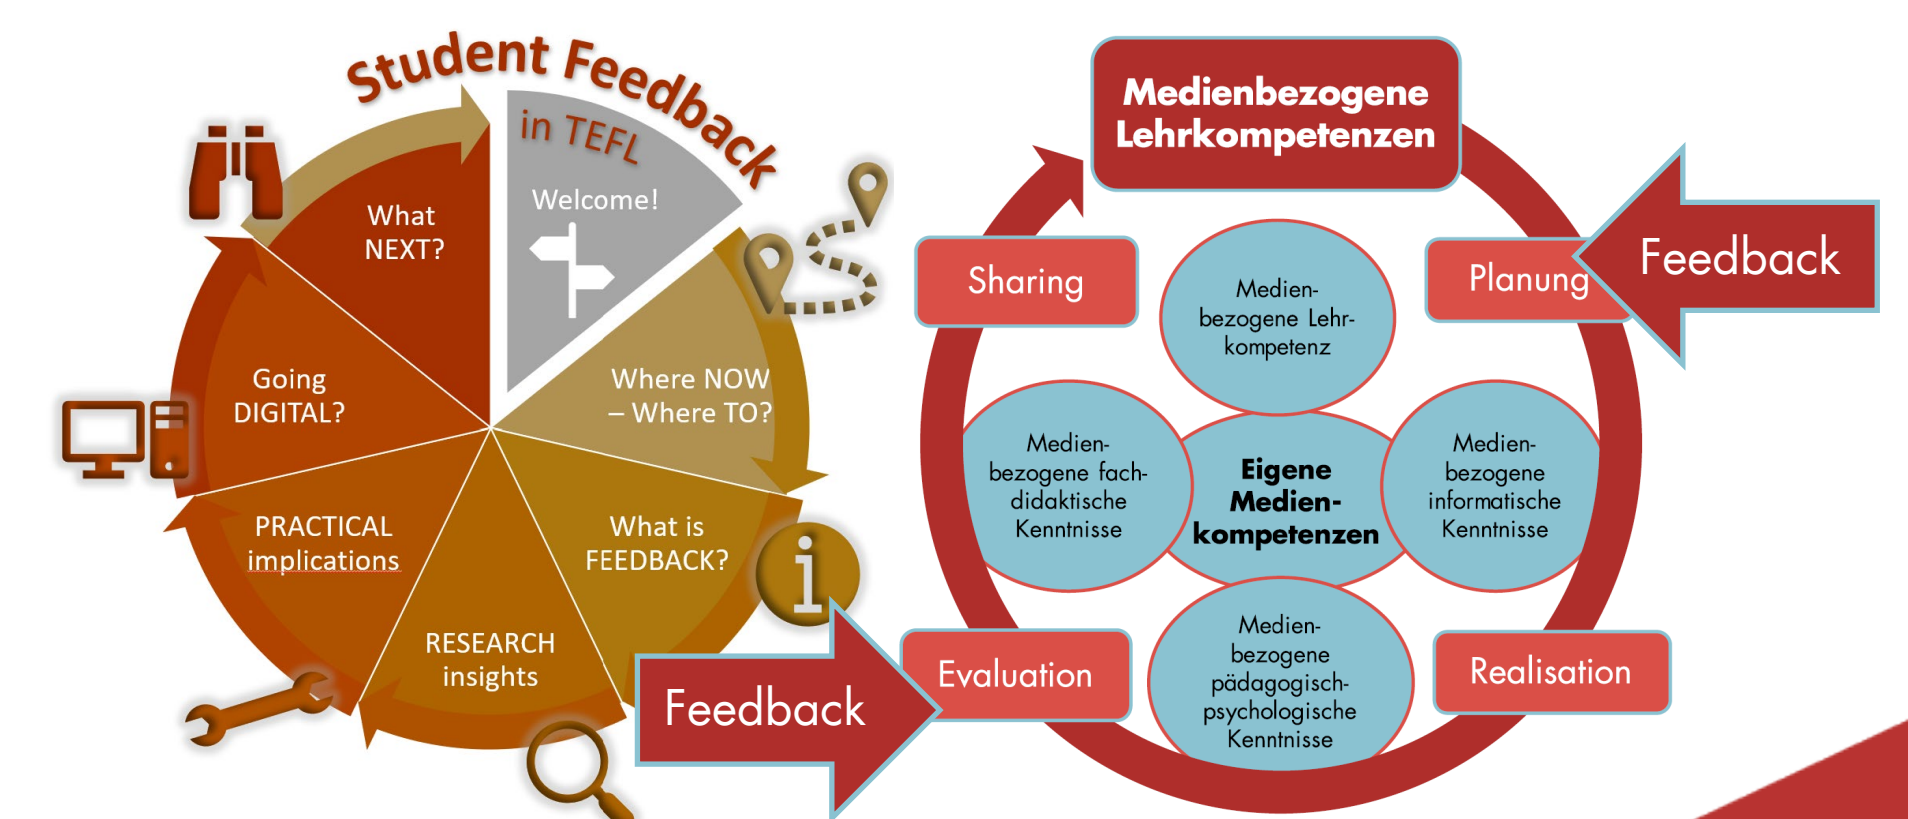 Student Feedback
in TEFL
Welcome!
Where NOW
– Where TO?
What is
FEEDBACK?
RESEARCH
insights
PRACTICAL
implications
Going
DIGITAL?
What
NEXT?
i
Feedback
Medienbezogene
Lehrkompetenzen
Planung
Feedback
Realisation
Evaluation
Sharing
Medien-
bezogene Lehr-
kompetenz
Medien-
bezogene fach-
didaktische
Kenntnisse
Eigene
Medien-
kompetenzen
Medien-
bezogene
informatische
Kenntnisse
Medien-
bezogene
pädagogisch-
psychologische
Kenntnisse